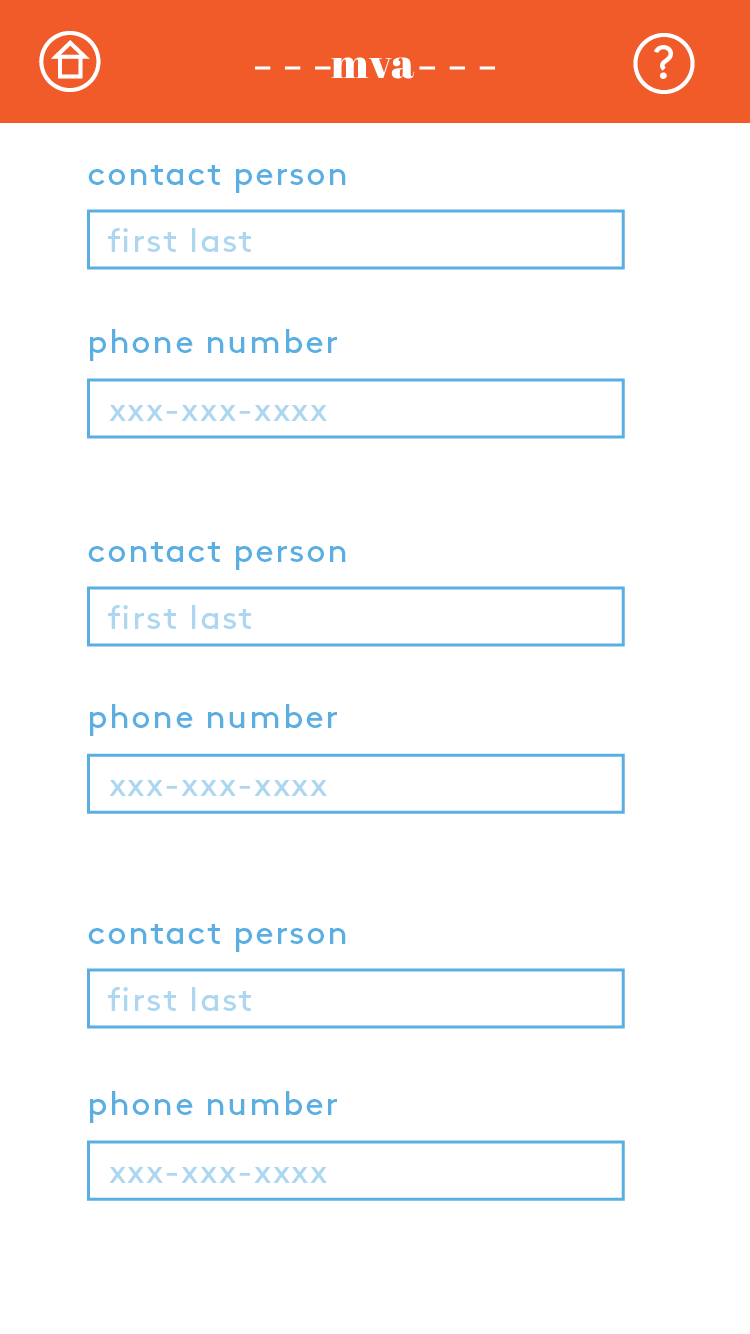 - - -mva- - -
?
contact person
first last
phone number
xxx-xxx-xxxx
contact person
first last
phone number
xxx-xxx-xxxx
contact person
first last
phone number
xxx-xxx-xxxx